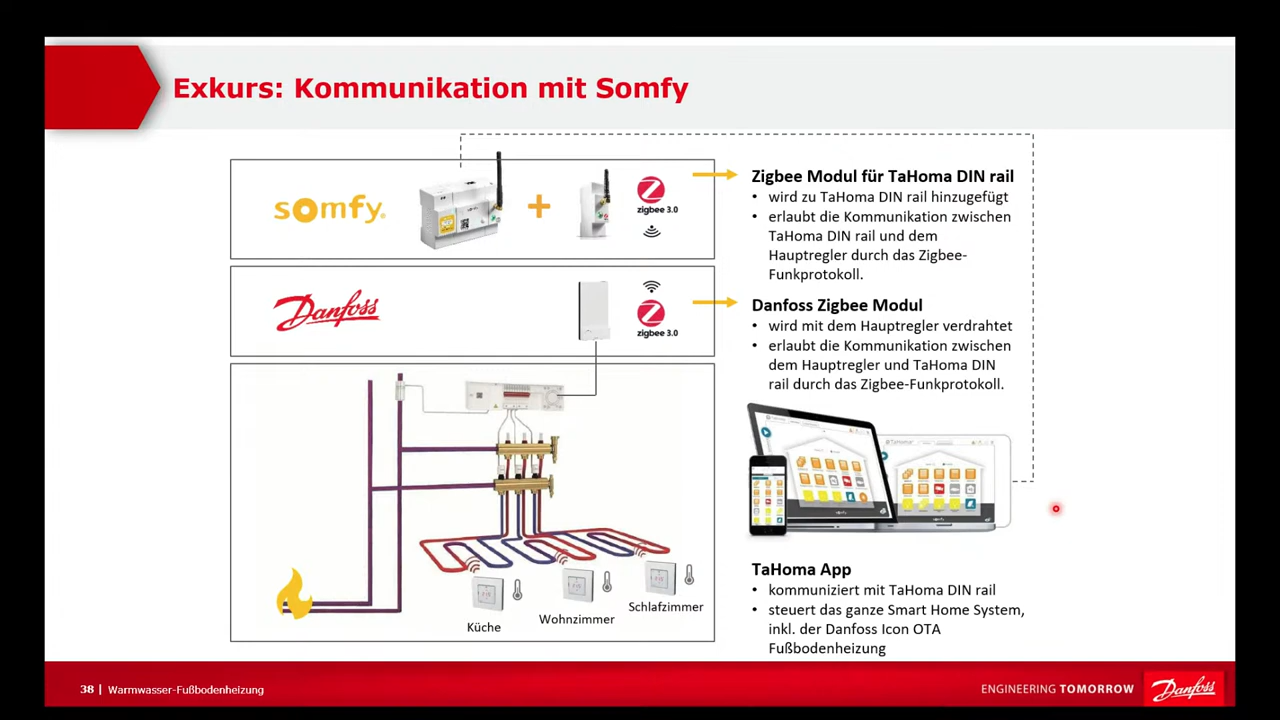 Exkurs: Kommunikation mit Somfy
somfy.
zigbee 3.0
Zigbee Modul für TaHoma DIN rail
• wird zu TaHoma DIN rail hinzugefügt
• erlaubt die Kommunikation zwischen
TaHoma DIN rail und dem
Hauptregler durch das Zigbee-
Funkprotokoll.
Danfoss
zigbee 3.0
Danfoss Zigbee Modul
• wird mit dem Hauptregler verdrahtet
• erlaubt die Kommunikation zwischen
dem Hauptregler und TaHoma DIN
rail durch das Zigbee-Funkprotokoll.
Küche
Wohnzimmer
Schlafzimmer
TaHoma
somfy
somfy
TaHoma App
• kommuniziert mit TaHoma DIN rail
• steuert das ganze Smart Home System,
inkl. der Danfoss Icon OTA
Fußbodenheizung
38 | Warmwasser-Fußbodenheizung
ENGINEERING TOMORROW
Danfoss